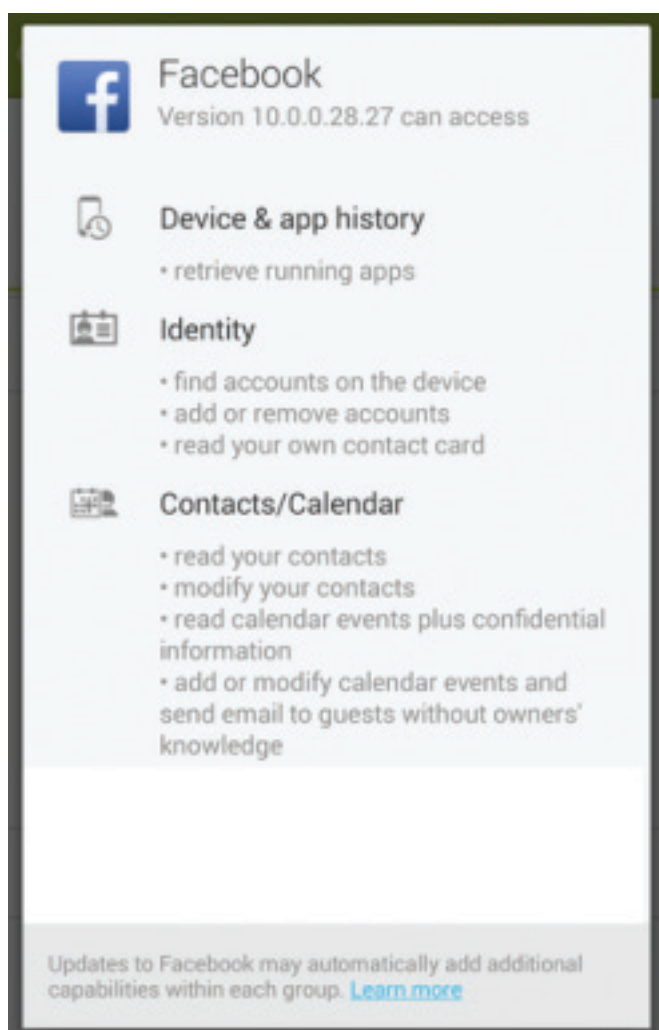 Facebook
Version 10.0.0.28.27 can access
Device & app history
• retrieve running apps
Identity
• find accounts on the device
• add or remove accounts
• read your own contact card
Contacts/Calendar
• read your contacts
• modify your contacts
• read calendar events plus confidential
information
• add or modify calendar events and
send email to guests without owners'
knowledge
Updates to Facebook may automatically add additional
capabilities within each group. Learn more